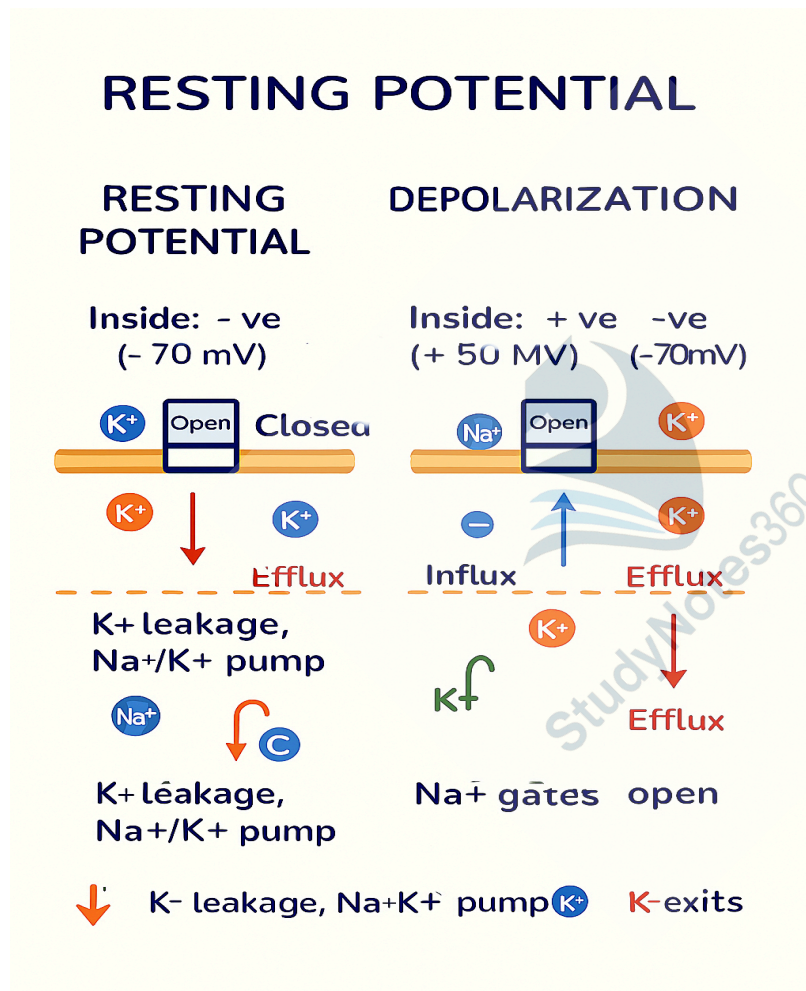 RESTING POTENTIAL
RESTING
POTENTIAL
DEPOLARIZATION
Inside: - ve
(- 70 mV)
Inside: + ve -ve
(+ 50 MV) (-70mV)
K+ Open Closed
Na+ Open K+
K+ K+
− K+
Efflux
Influx Efflux
K+ leakage,
Na+/K+ pump
K+
K+
Na+ C
Efflux
K+ leakage,
Na+/K+ pump
Na+ gates open
K- leakage, Na+K+ pump K+ K-exits
StudyNotes360